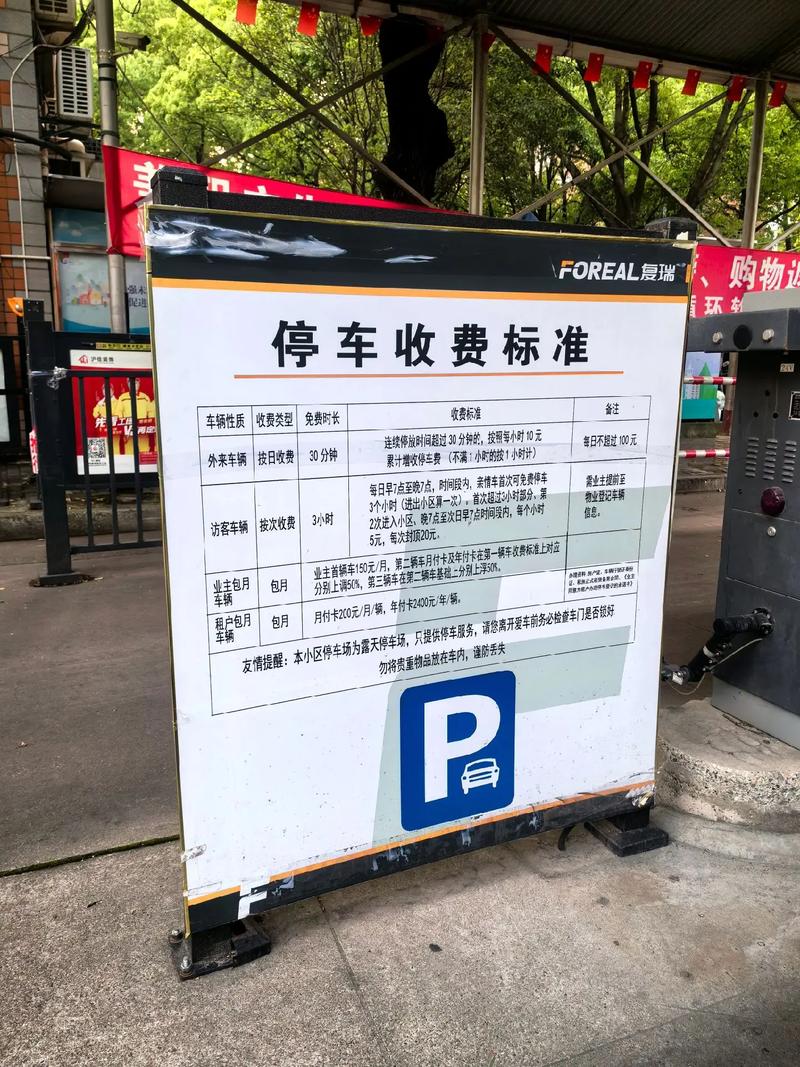 FOREAL复瑞
停车收费标准
车辆性质 收费类型 免费时长 收费标准 备注
外来车辆 按日收费 30分钟 连续停放时间超过30分钟的，按照每小时10元
累计增收停车费（不满1小时的按1小时计）
每日不超过100元
访客车辆 按次收费 3小时 每日早7点至晚7点，时间段内，亲情车首次可免费停车
3个小时（进出小区算一次）。首次超过3小时部分、第
2次进入小区、晚7点至次日早7点时间段内，每个小时
5元，每次封顶20元。
需业主提前至
物业登记车辆
信息。
业主包月
车辆
包月
业主首辆车150元/月，第二辆车月付卡及年付卡在第一辆车收费标准上对应
分别上调50%，第三辆车在第二辆车基础上分别上浮50%。
租户包月
车辆
包月
月付卡200元/月/辆，年付卡2400元/年/辆。
友情提醒：本小区停车场为露天停车场，只提供停车服务，请您离开爱车前务必检查车门是否锁好
勿将贵重物品放在车内，谨防丢失
P
沪佳装饰
先看工
、购物